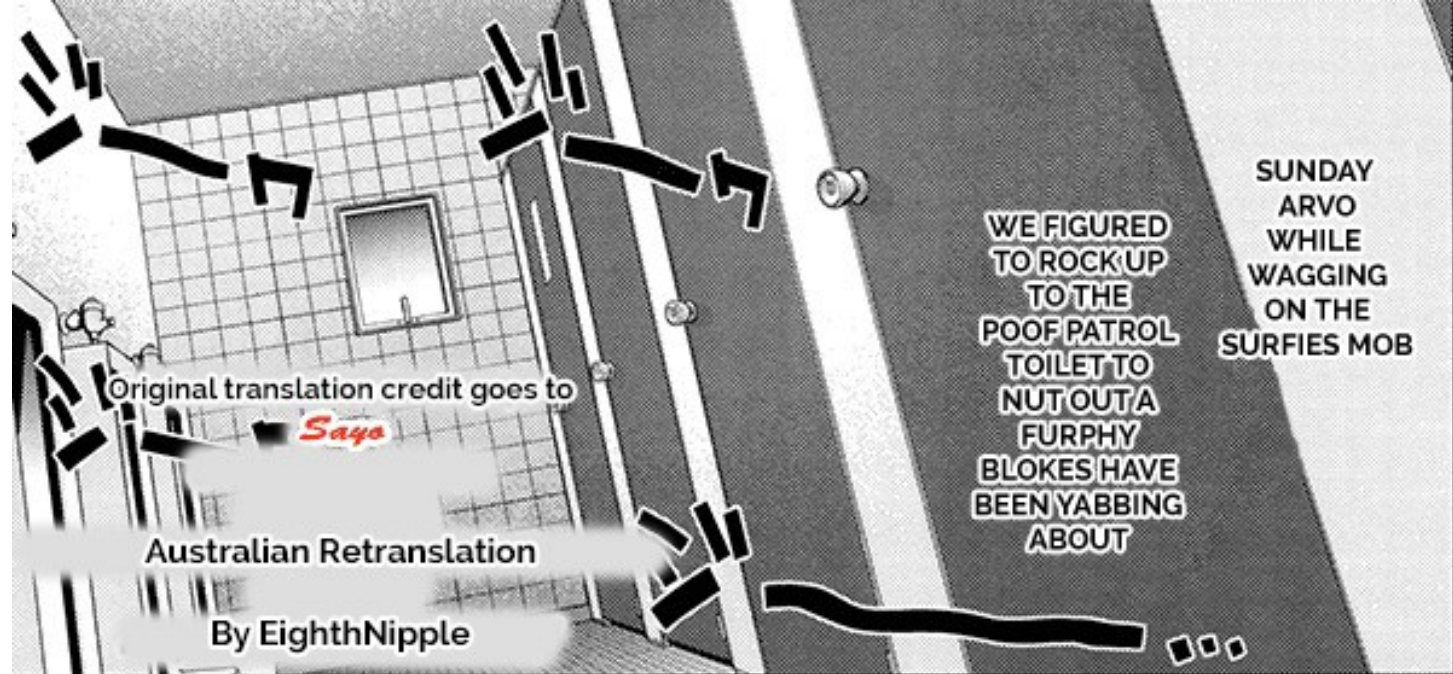 SUNDAY
ARVO
WHILE
WAGGING
ON THE
SURFIES MOB
WE FIGURED
TO ROCK UP
TO THE
POOF PATROL
TOILET TO
NUT OUT A
FURPHY
BLOKES HAVE
BEEN YABBING
ABOUT
Original translation credit goes to
Sayo
Australian Retranslation
By EighthNipple